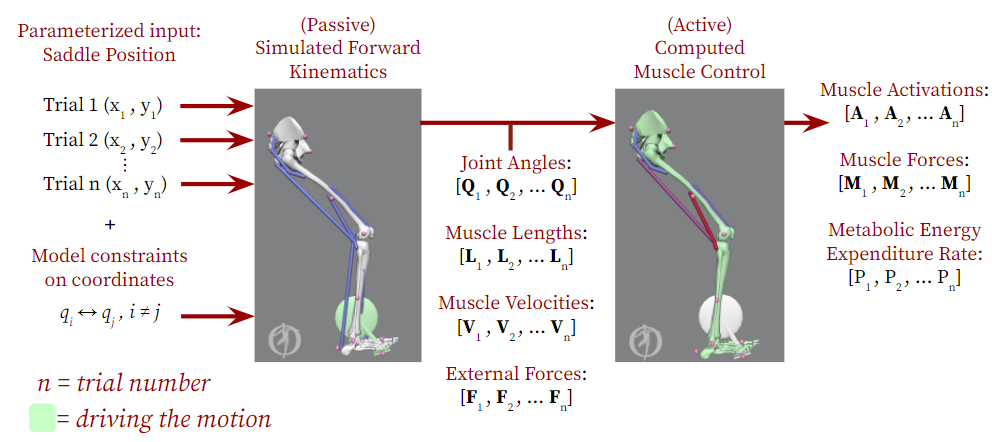 Parameterized input:
Saddle Position
Trial 1 (x₁ , y₁)
Trial 2 (x₂ , y₂)
⋮
Trial n (xₙ , yₙ)
+
Model constraints
on coordinates
qᵢ ↔ qⱼ , i ≠ j
n = trial number
= driving the motion
(Passive)
Simulated Forward
Kinematics
Joint Angles:
[Q₁ , Q₂ , ... Qₙ]
Muscle Lengths:
[L₁ , L₂ , ... Lₙ]
Muscle Velocities:
[V₁ , V₂ , ... Vₙ]
External Forces:
[F₁ , F₂ , ... Fₙ]
(Active)
Computed
Muscle Control
Muscle Activations:
[A₁ , A₂ , ... Aₙ]
Muscle Forces:
[M₁ , M₂ , ... Mₙ]
Metabolic Energy
Expenditure Rate:
[P₁ , P₂ , ... Pₙ]